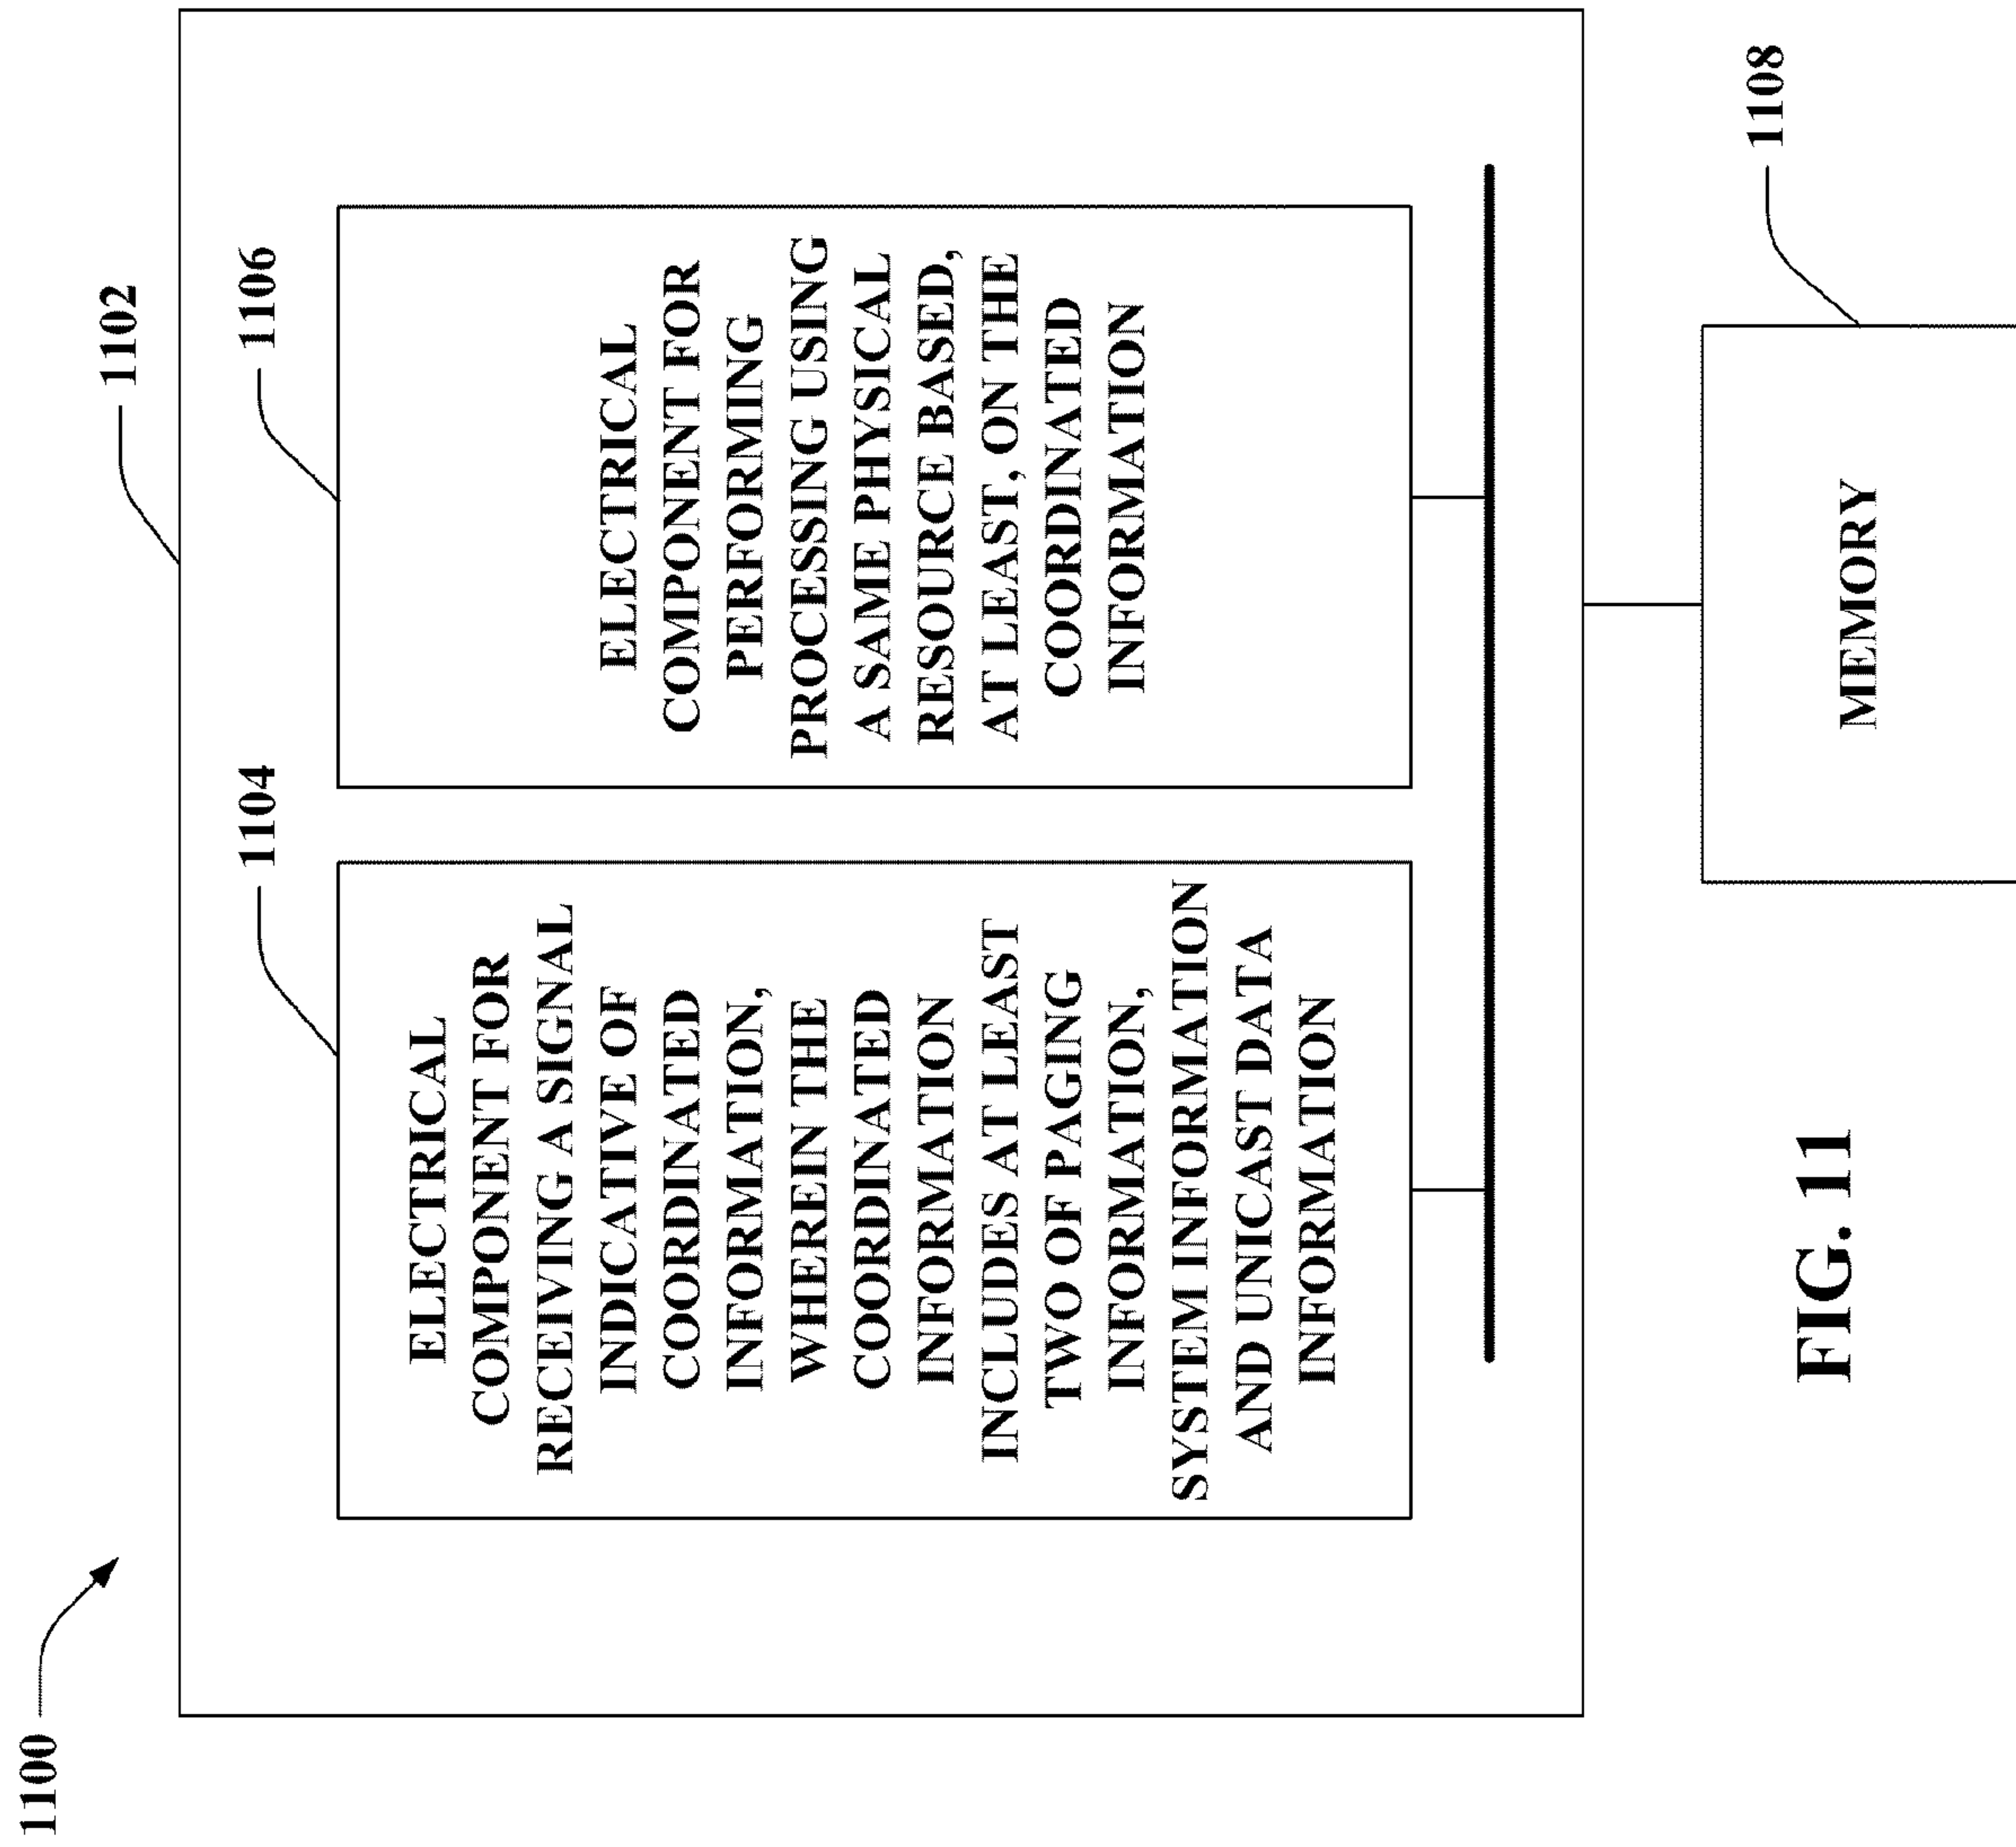 1100
1102
1104
ELECTRICAL
COMPONENT FOR
RECEIVING A SIGNAL
INDICATIVE OF
COORDINATED
INFORMATION,
WHEREIN THE
COORDINATED
INFORMATION
INCLUDES AT LEAST
TWO OF PAGING
INFORMATION,
SYSTEM INFORMATION
AND UNICAST DATA
INFORMATION
1106
ELECTRICAL
COMPONENT FOR
PERFORMING
PROCESSING USING
A SAME PHYSICAL
RESOURCE BASED,
AT LEAST, ON THE
COORDINATED
INFORMATION
1108
MEMORY
FIG. 11